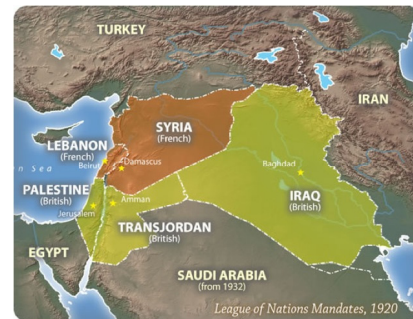 TURKEY
IRAN
LEBANON
(French)
Beirut
SYRIA
(French)
Damascus
Baghdad
PALESTINE
(British)
IRAQ
(British)
Jerusalem
Amman
TRANSJORDAN
(British)
EGYPT
SAUDI ARABIA
(from 1932)
League of Nations Mandates, 1920